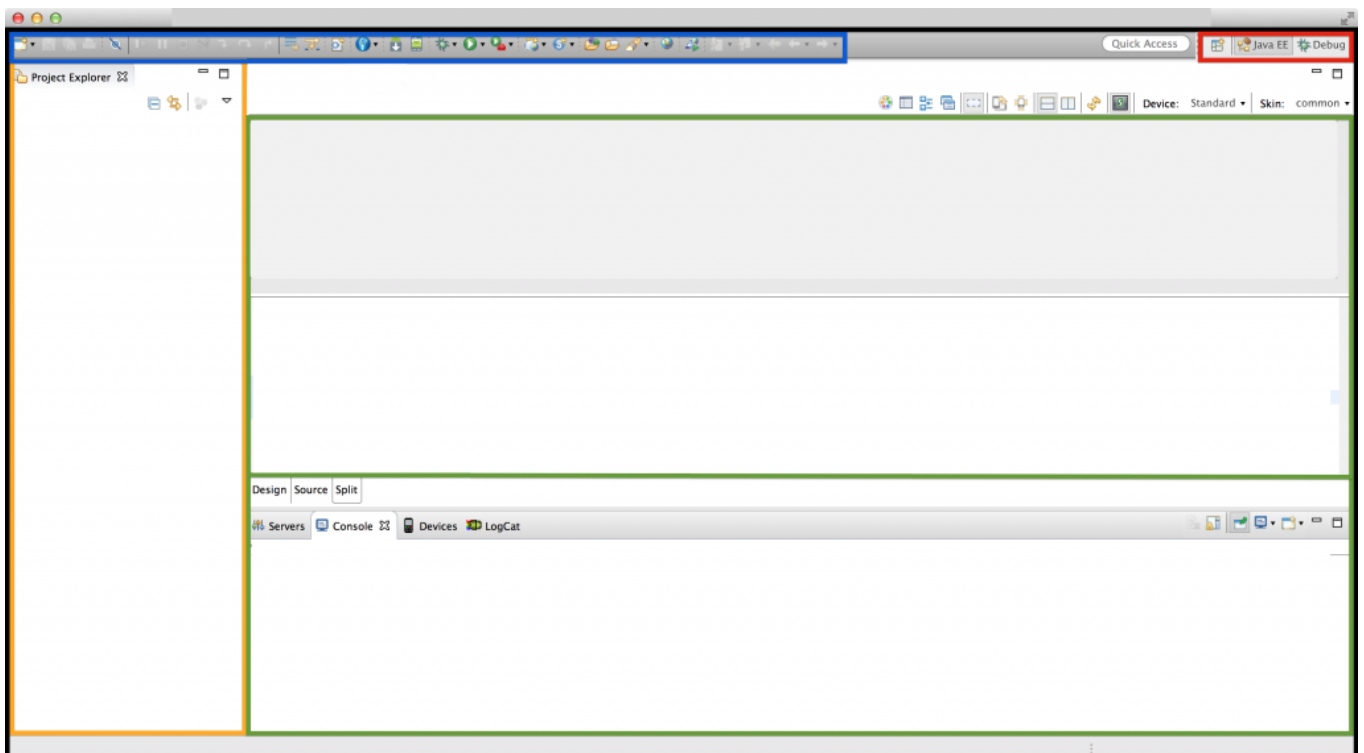 Quick Access Java EE Debug
Project Explorer
Device: Standard Skin: common
Design Source Split
Servers Console Devices LogCat